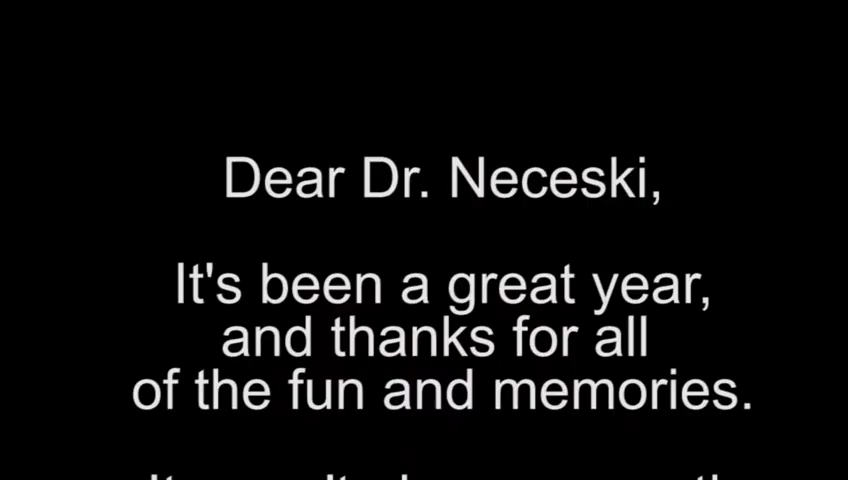 Dear Dr. Neceski,
It's been a great year,
and thanks for all
of the fun and memories.